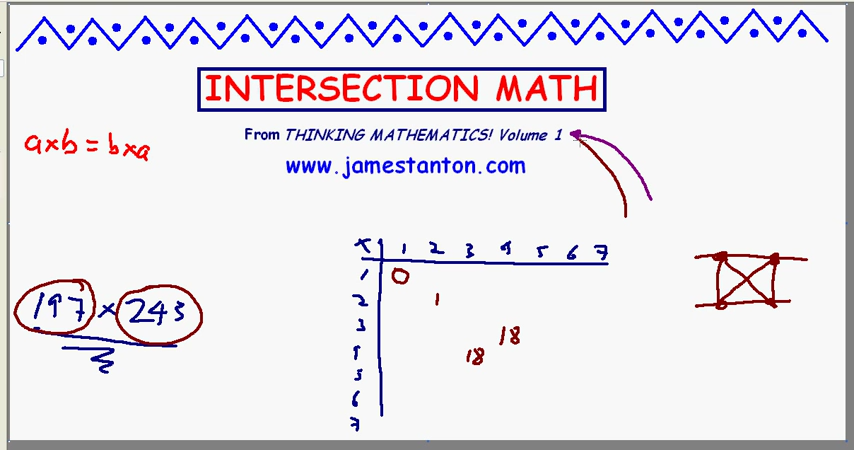 INTERSECTION MATH
From THINKING MATHEMATICS! Volume 1
www.jamestanton.com
a×b = b×a
197 × 243
× 1 2 3 4 5 6 7
1 0
2 1
3 18
4 18
5
6
7